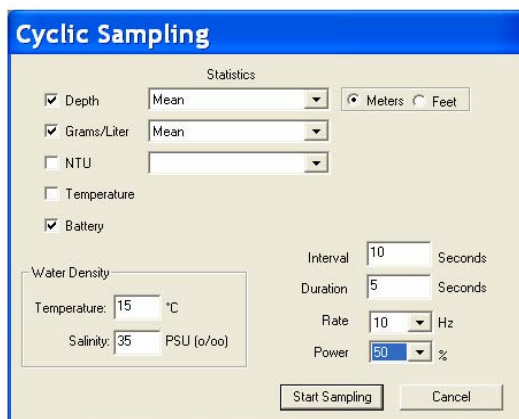 Cyclic Sampling
Statistics
Depth Mean Meters Feet
Grams/Liter Mean
NTU
Temperature
Battery
Interval 10 Seconds
Water Density
Duration 5 Seconds
Temperature: 15 °C
Rate 10 Hz
Salinity: 35 PSU (o/oo)
Power 50 %
Start Sampling Cancel